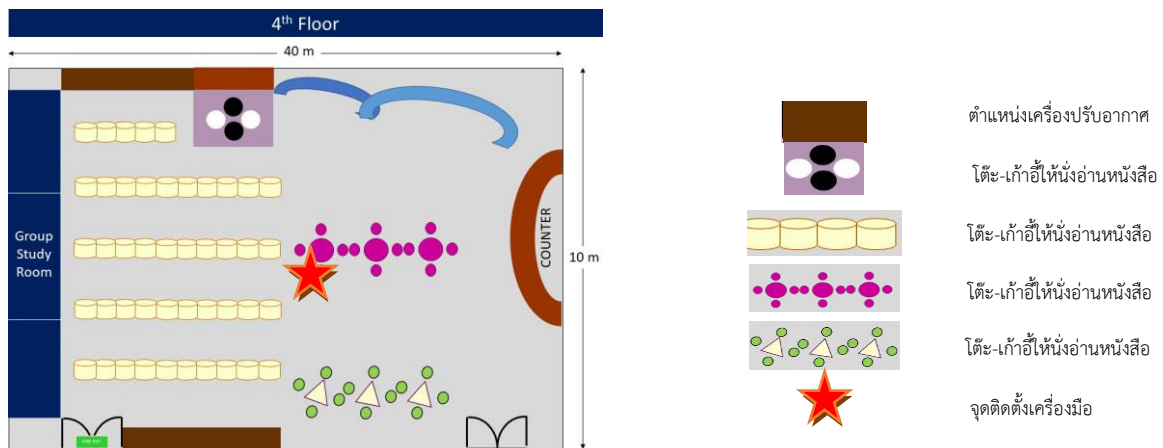 4th Floor
40 m
Group
Study
Room
COUNTER
10 m
FIRE EXIT
ตำแหน่งเครื่องปรับอากาศ
โต๊ะ-เก้าอี้ให้นั่งอ่านหนังสือ
โต๊ะ-เก้าอี้ให้นั่งอ่านหนังสือ
โต๊ะ-เก้าอี้ให้นั่งอ่านหนังสือ
โต๊ะ-เก้าอี้ให้นั่งอ่านหนังสือ
จุดติดตั้งเครื่องมือ